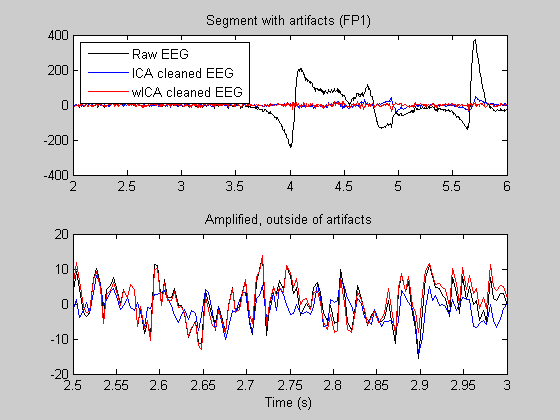 Segment with artifacts (FP1)
400
200
0
-200
-400
Raw EEG
ICA cleaned EEG
wICA cleaned EEG
2 2.5 3 3.5 4 4.5 5 5.5 6
Amplified, outside of artifacts
20
10
0
-10
-20
2.5 2.55 2.6 2.65 2.7 2.75 2.8 2.85 2.9 2.95 3
Time (s)